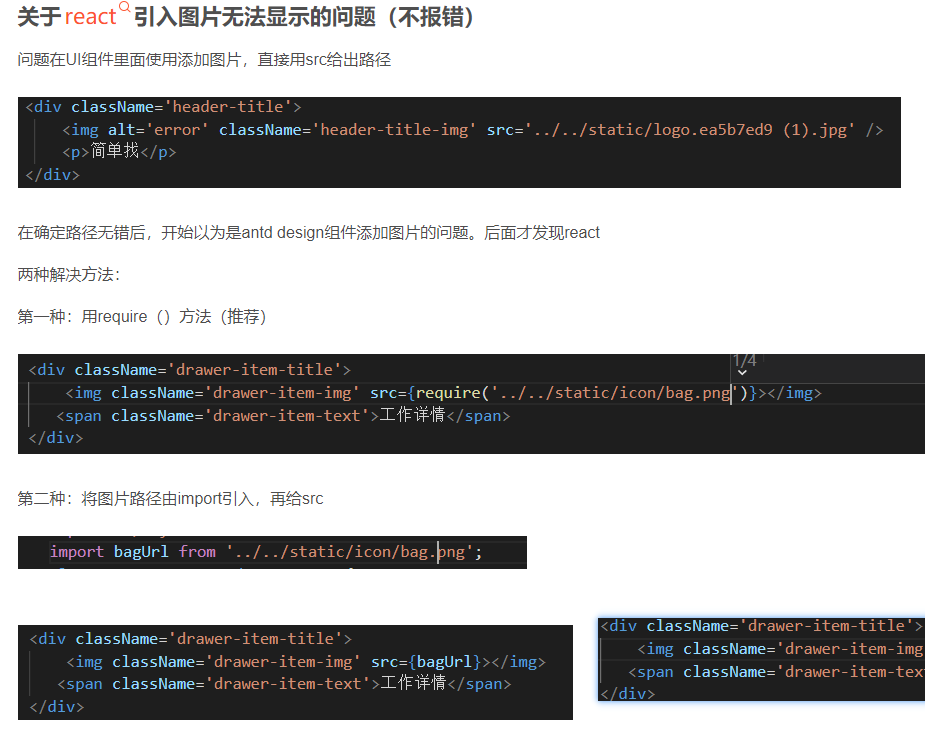 关于react引入图片无法显示的问题（不报错）
问题在UI组件里面使用添加图片，直接用src给出路径
<div className='header-title'>
<img alt='error' className='header-title-img' src='../../static/logo.ea5b7ed9 (1).jpg' />
<p>简单找</p>
</div>
在确定路径无错后，开始以为是antd design组件添加图片的问题。后面才发现react
两种解决方法：
第一种：用require（）方法（推荐）
1/4
<div className='drawer-item-title'>
<img className='drawer-item-img' src={require('../../static/icon/bag.png')}></img>
<span className='drawer-item-text'>工作详情</span>
</div>
第二种：将图片路径由import引入，再给src
import bagUrl from '../../static/icon/bag.png';
<div className='drawer-item-title'>
<img className='drawer-item-img' src={bagUrl}></img>
<span className='drawer-item-text'>工作详情</span>
</div>
<div className='drawer-item-title'>
<img className='drawer-item-img
<span className='drawer-item-tex
</div>